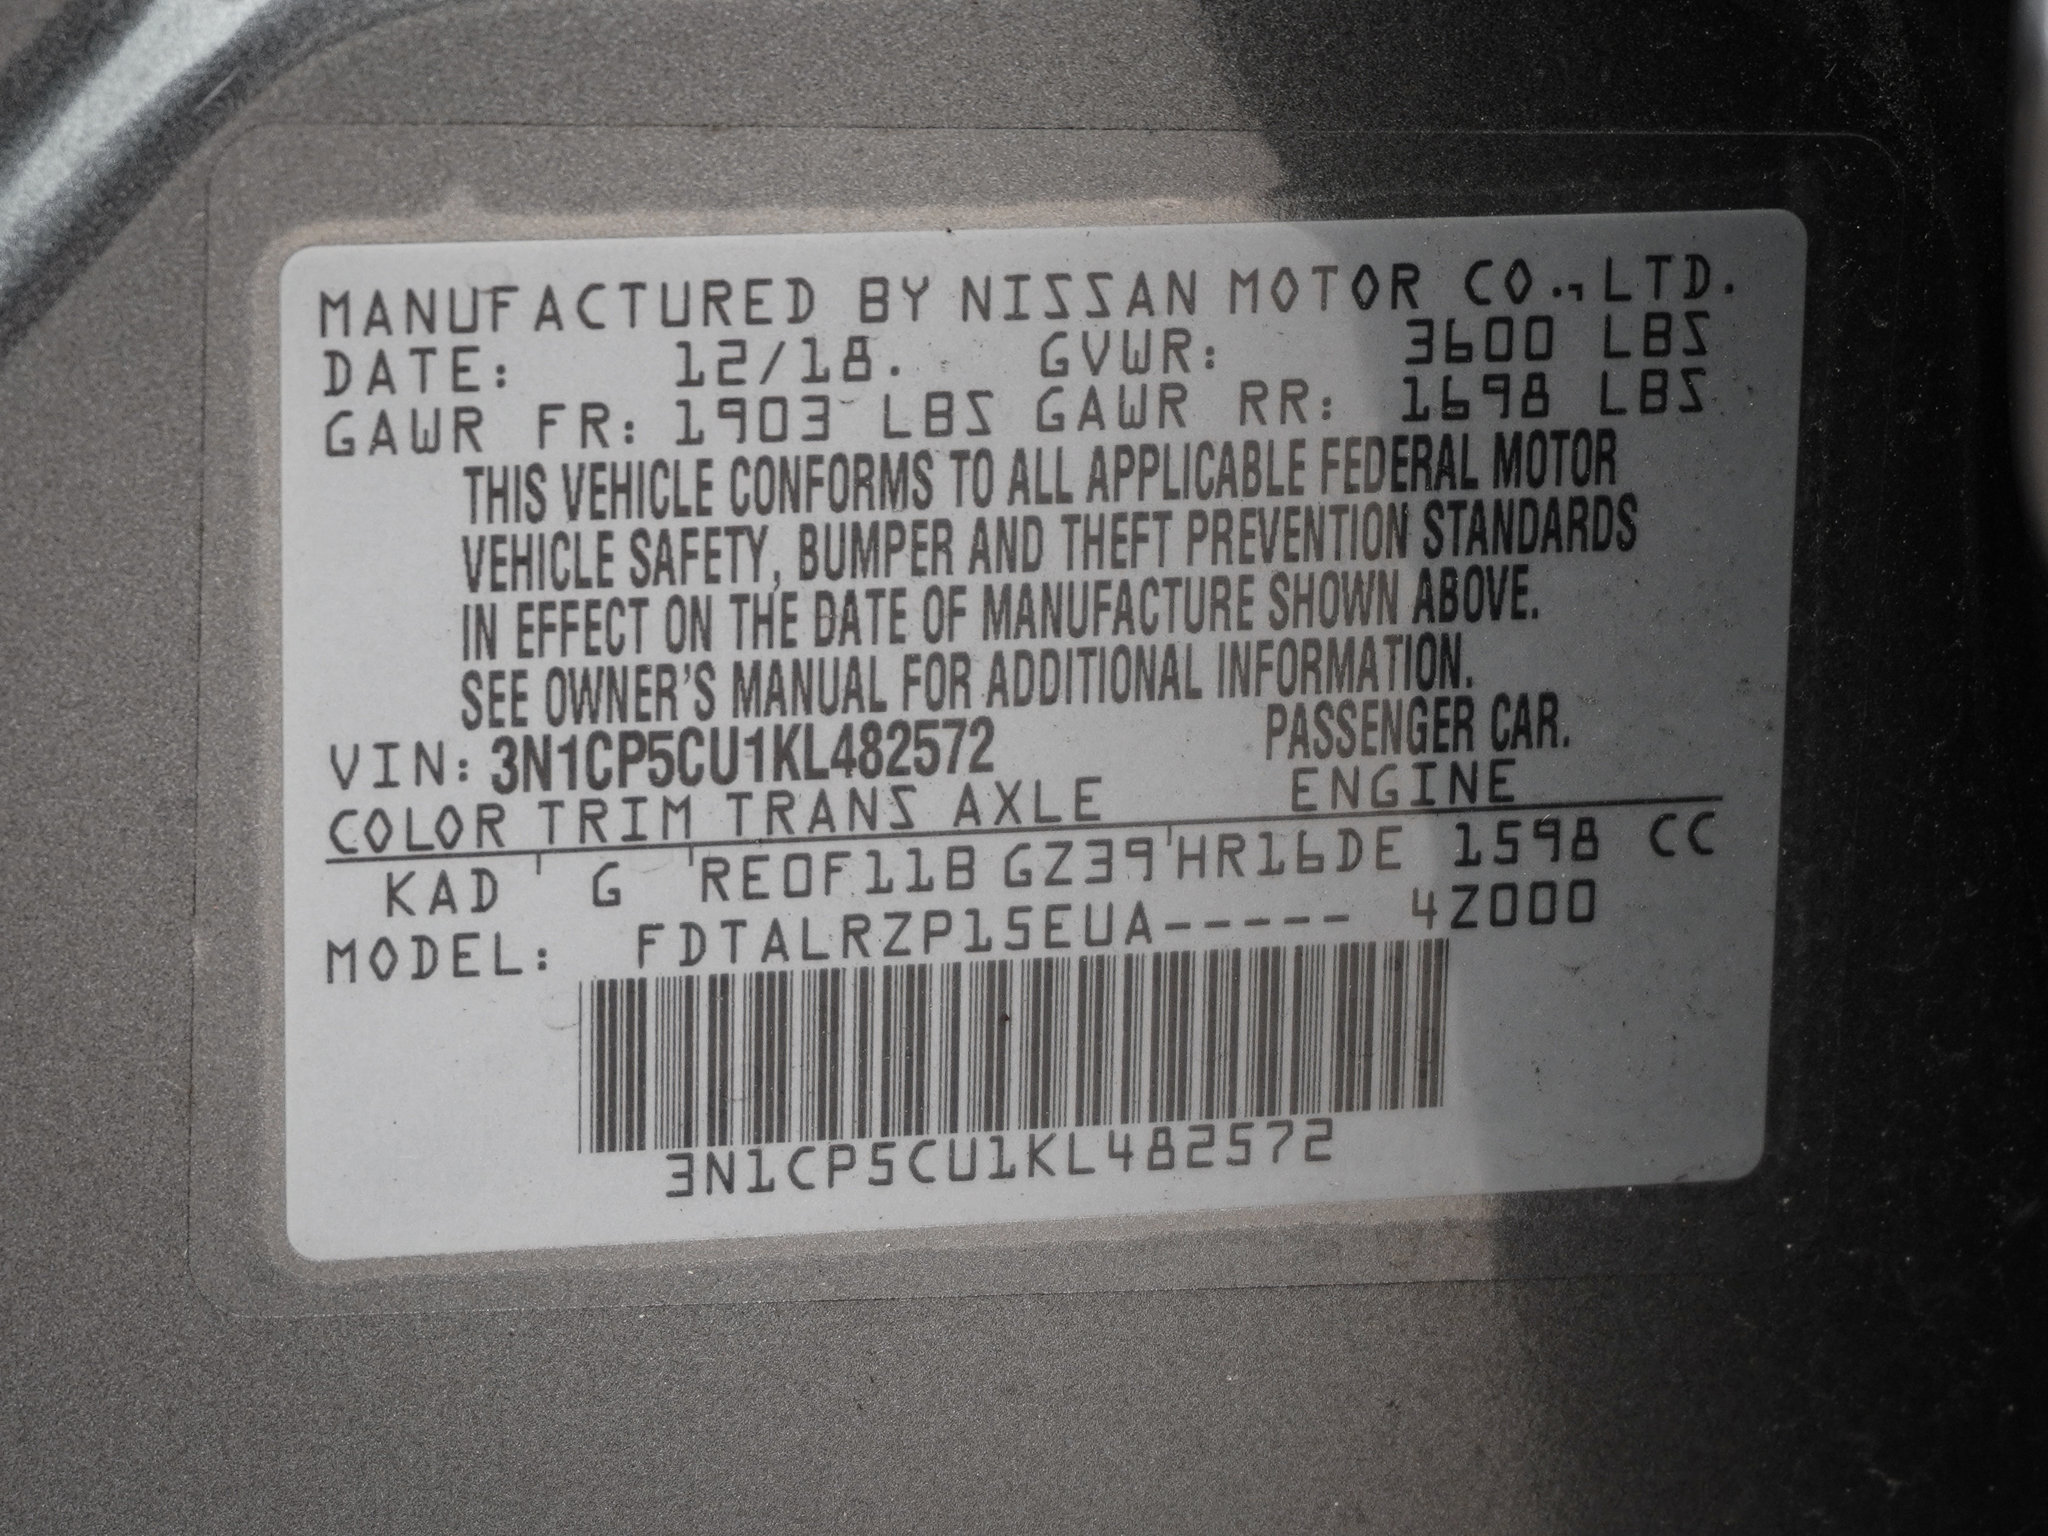 MANUFACTURED BY NISSAN MOTOR CO.,LTD.
DATE: 12/18. GVWR: 3600 LBS
GAWR FR: 1903 LBS GAWR RR: 1698 LBS
THIS VEHICLE CONFORMS TO ALL APPLICABLE FEDERAL MOTOR
VEHICLE SAFETY, BUMPER AND THEFT PREVENTION STANDARDS
IN EFFECT ON THE DATE OF MANUFACTURE SHOWN ABOVE.
SEE OWNER'S MANUAL FOR ADDITIONAL INFORMATION.
VIN: 3N1CP5CU1KL482572 PASSENGER CAR.
COLOR TRIM TRANS AXLE ENGINE
KAD G RE0F11B GZ39 HR16DE 1598 CC
MODEL: FDTALRZP15EUA----- 4Z000
3N1CP5CU1KL482572